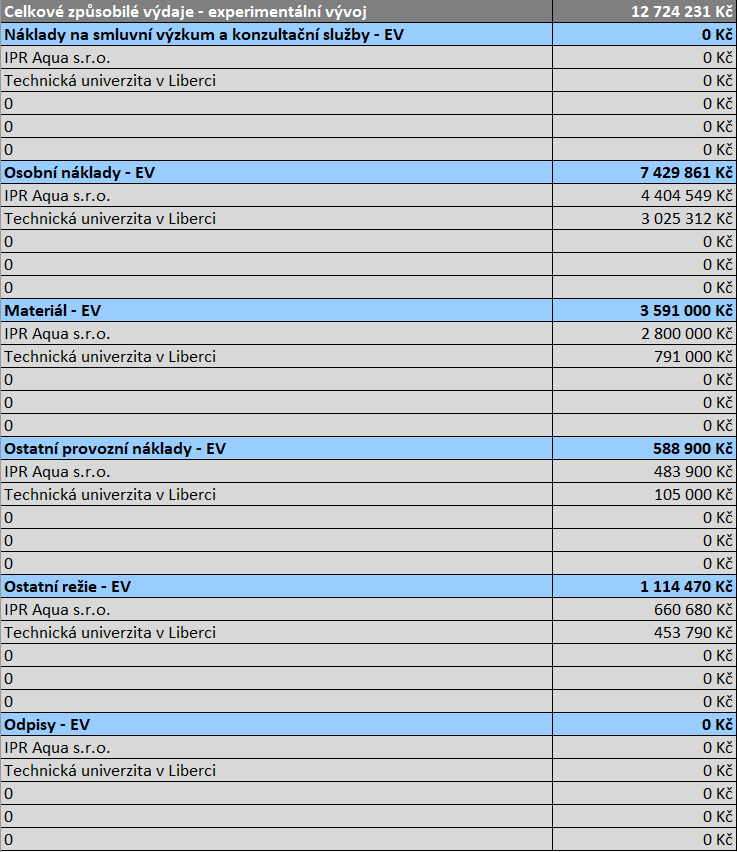 Celkové způsobilé výdaje - experimentální vývoj 12 724 231 Kč
Náklady na smluvní výzkum a konzultační služby - EV 0 Kč
IPR Aqua s.r.o. 0 Kč
Technická univerzita v Liberci 0 Kč
0 0 Kč
0 0 Kč
0 0 Kč
Osobní náklady - EV 7 429 861 Kč
IPR Aqua s.r.o. 4 404 549 Kč
Technická univerzita v Liberci 3 025 312 Kč
0 0 Kč
0 0 Kč
0 0 Kč
Materiál - EV 3 591 000 Kč
IPR Aqua s.r.o. 2 800 000 Kč
Technická univerzita v Liberci 791 000 Kč
0 0 Kč
0 0 Kč
0 0 Kč
Ostatní provozní náklady - EV 588 900 Kč
IPR Aqua s.r.o. 483 900 Kč
Technická univerzita v Liberci 105 000 Kč
0 0 Kč
0 0 Kč
0 0 Kč
Ostatní režie - EV 1 114 470 Kč
IPR Aqua s.r.o. 660 680 Kč
Technická univerzita v Liberci 453 790 Kč
0 0 Kč
0 0 Kč
0 0 Kč
Odpisy - EV 0 Kč
IPR Aqua s.r.o. 0 Kč
Technická univerzita v Liberci 0 Kč
0 0 Kč
0 0 Kč
0 0 Kč